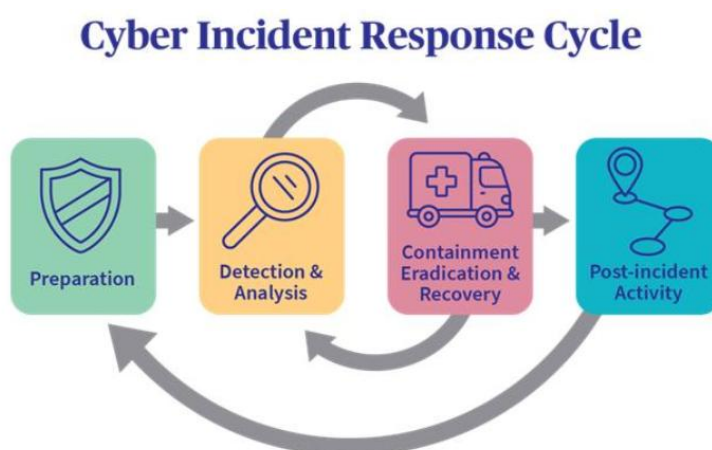 Cyber Incident Response Cycle
Preparation
Detection &
Analysis
Containment
Eradication &
Recovery
Post-incident
Activity